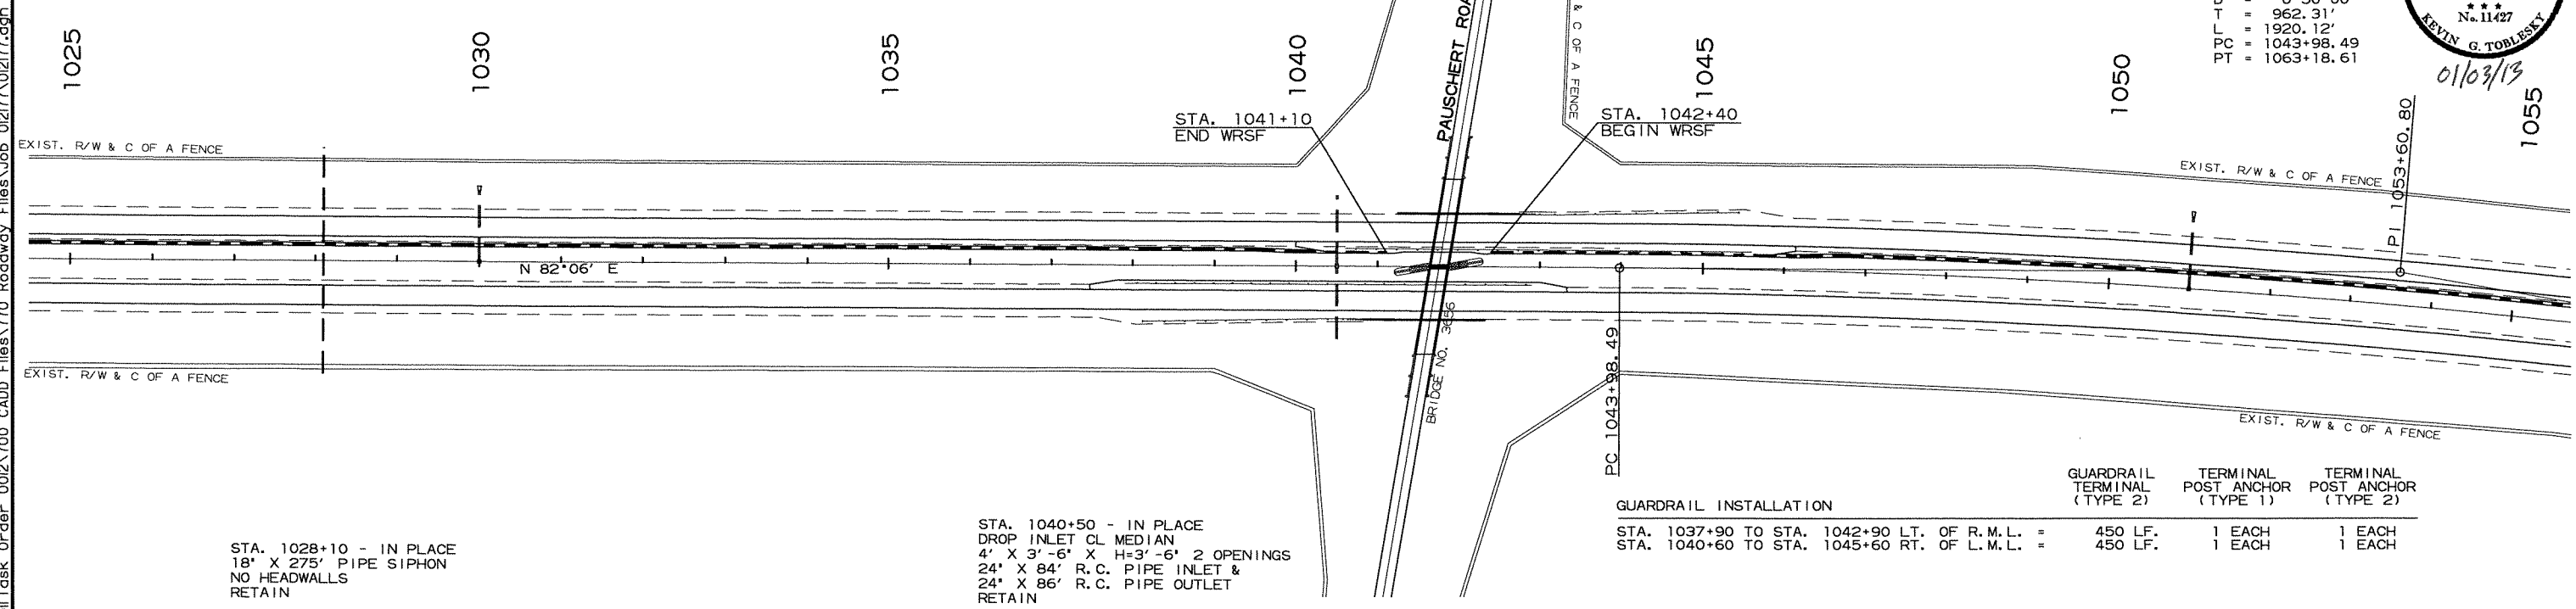 1025
1030
1035
1040
1045
1050
1055
T = 962.31'
L = 1920.12'
PC = 1043+98.49
PT = 1063+18.61
No. 11427
KEVIN G. TOBLESKY
01/03/13
PAUSCHERT ROA
& C OF A FENCE
STA. 1041+10
END WRSF
STA. 1042+40
BEGIN WRSF
EXIST. R/W & C OF A FENCE
EXIST. R/W & C OF A FENCE
PI 1053+60.80
N 82°06' E
BRIDGE NO. 3656
PC 1043+98.49
EXIST. R/W & C OF A FENCE
EXIST. R/W & C OF A FENCE
STA. 1028+10 - IN PLACE
18" X 275' PIPE SIPHON
NO HEADWALLS
RETAIN
STA. 1040+50 - IN PLACE
DROP INLET CL MEDIAN
4' X 3'-6" X H=3'-6" 2 OPENINGS
24" X 84' R.C. PIPE INLET &
24" X 86' R.C. PIPE OUTLET
RETAIN
GUARDRAIL INSTALLATION
GUARDRAIL TERMINAL (TYPE 2)
TERMINAL POST ANCHOR (TYPE 1)
TERMINAL POST ANCHOR (TYPE 2)
STA. 1037+90 TO STA. 1042+90 LT. OF R.M.L. = 450 LF. 1 EACH 1 EACH
STA. 1040+60 TO STA. 1045+60 RT. OF L.M.L. = 450 LF. 1 EACH 1 EACH